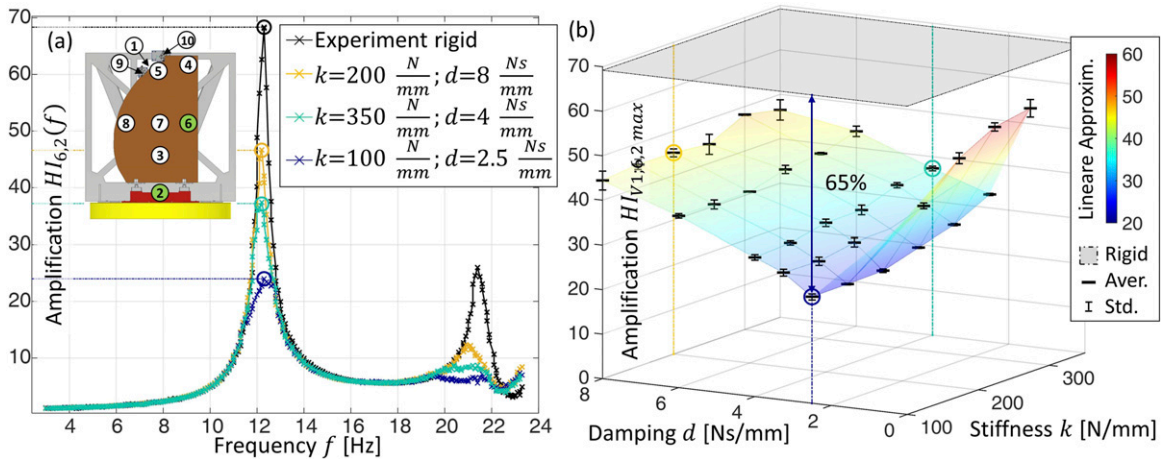 (a)
Amplification HI6,2(f)
70
60
50
40
30
20
10
4 6 8 10 12 14 16 18 20 22 24
Frequency f [Hz]
1
10
9
5
4
8
7
6
3
2
Experiment rigid
k=200 N/mm; d=8 Ns/mm
k=350 N/mm; d=4 Ns/mm
k=100 N/mm; d=2.5 Ns/mm
(b)
Amplification HIV1;6,2 max
70
60
50
40
30
20
10
0
65%
8 6 4 2 0
Damping d [Ns/mm]
100 200 300
Stiffness k [N/mm]
Lineare Approxim.
60
50
40
30
20
Rigid
Aver.
Std.